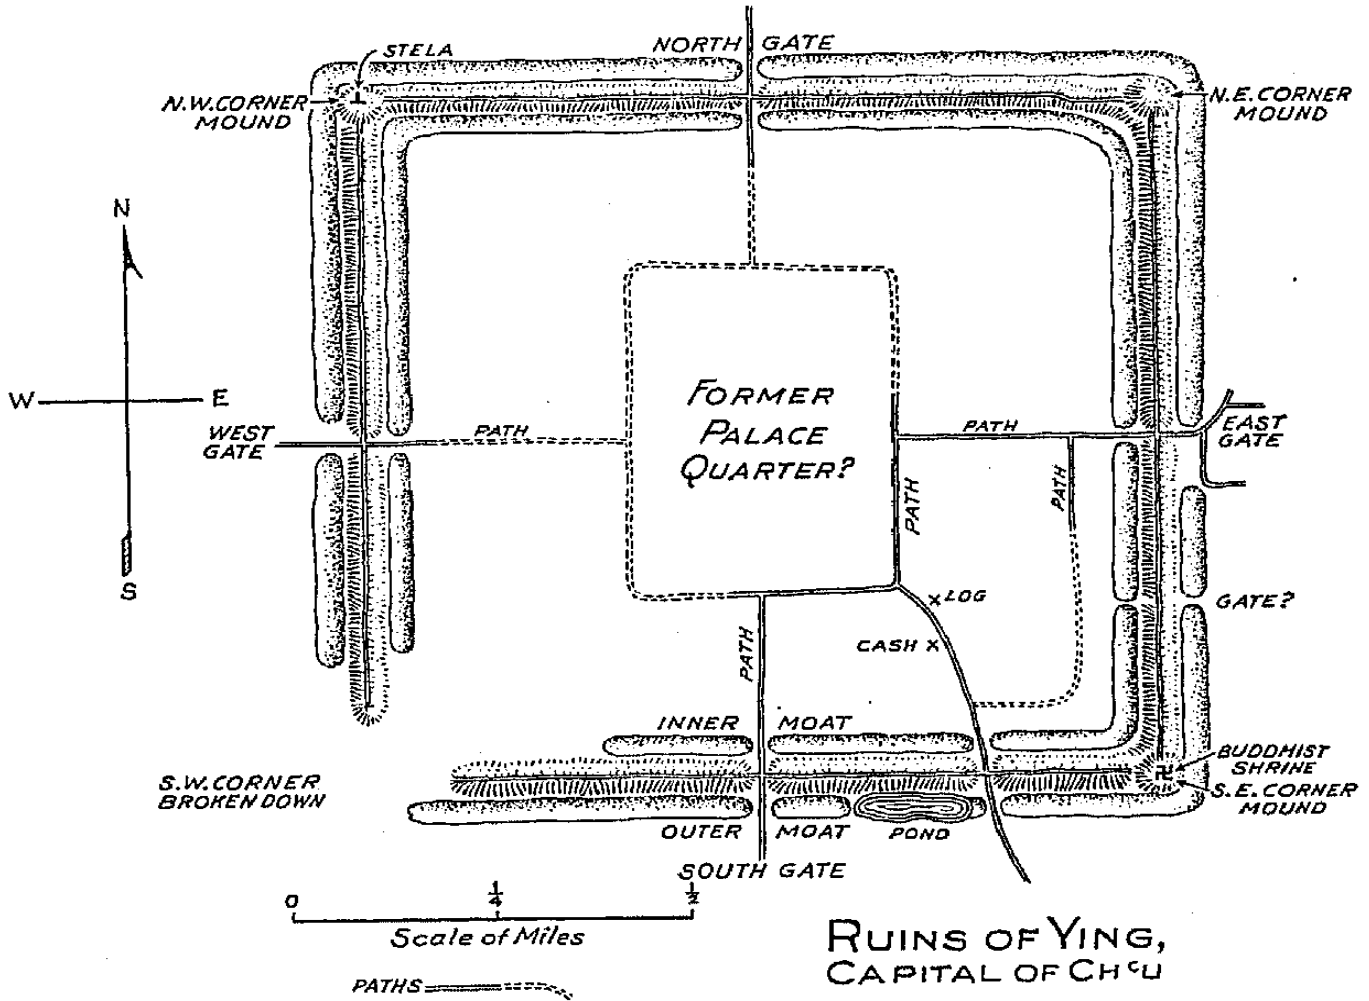 STELA
NORTH GATE
N.W. CORNER
MOUND
N.E. CORNER
MOUND
N
W
E
S
WEST
GATE
PATH
FORMER
PALACE
QUARTER?
PATH
EAST
GATE
PATH
PATH
LOG
GATE?
CASH
PATH
INNER MOAT
S.W. CORNER
BROKEN DOWN
BUDDHIST
SHRINE
S.E. CORNER
MOUND
OUTER MOAT
POND
SOUTH GATE
0 1/4 1/2
Scale of Miles
PATHS
RUINS OF YING,
CAPITAL OF CHᶜU